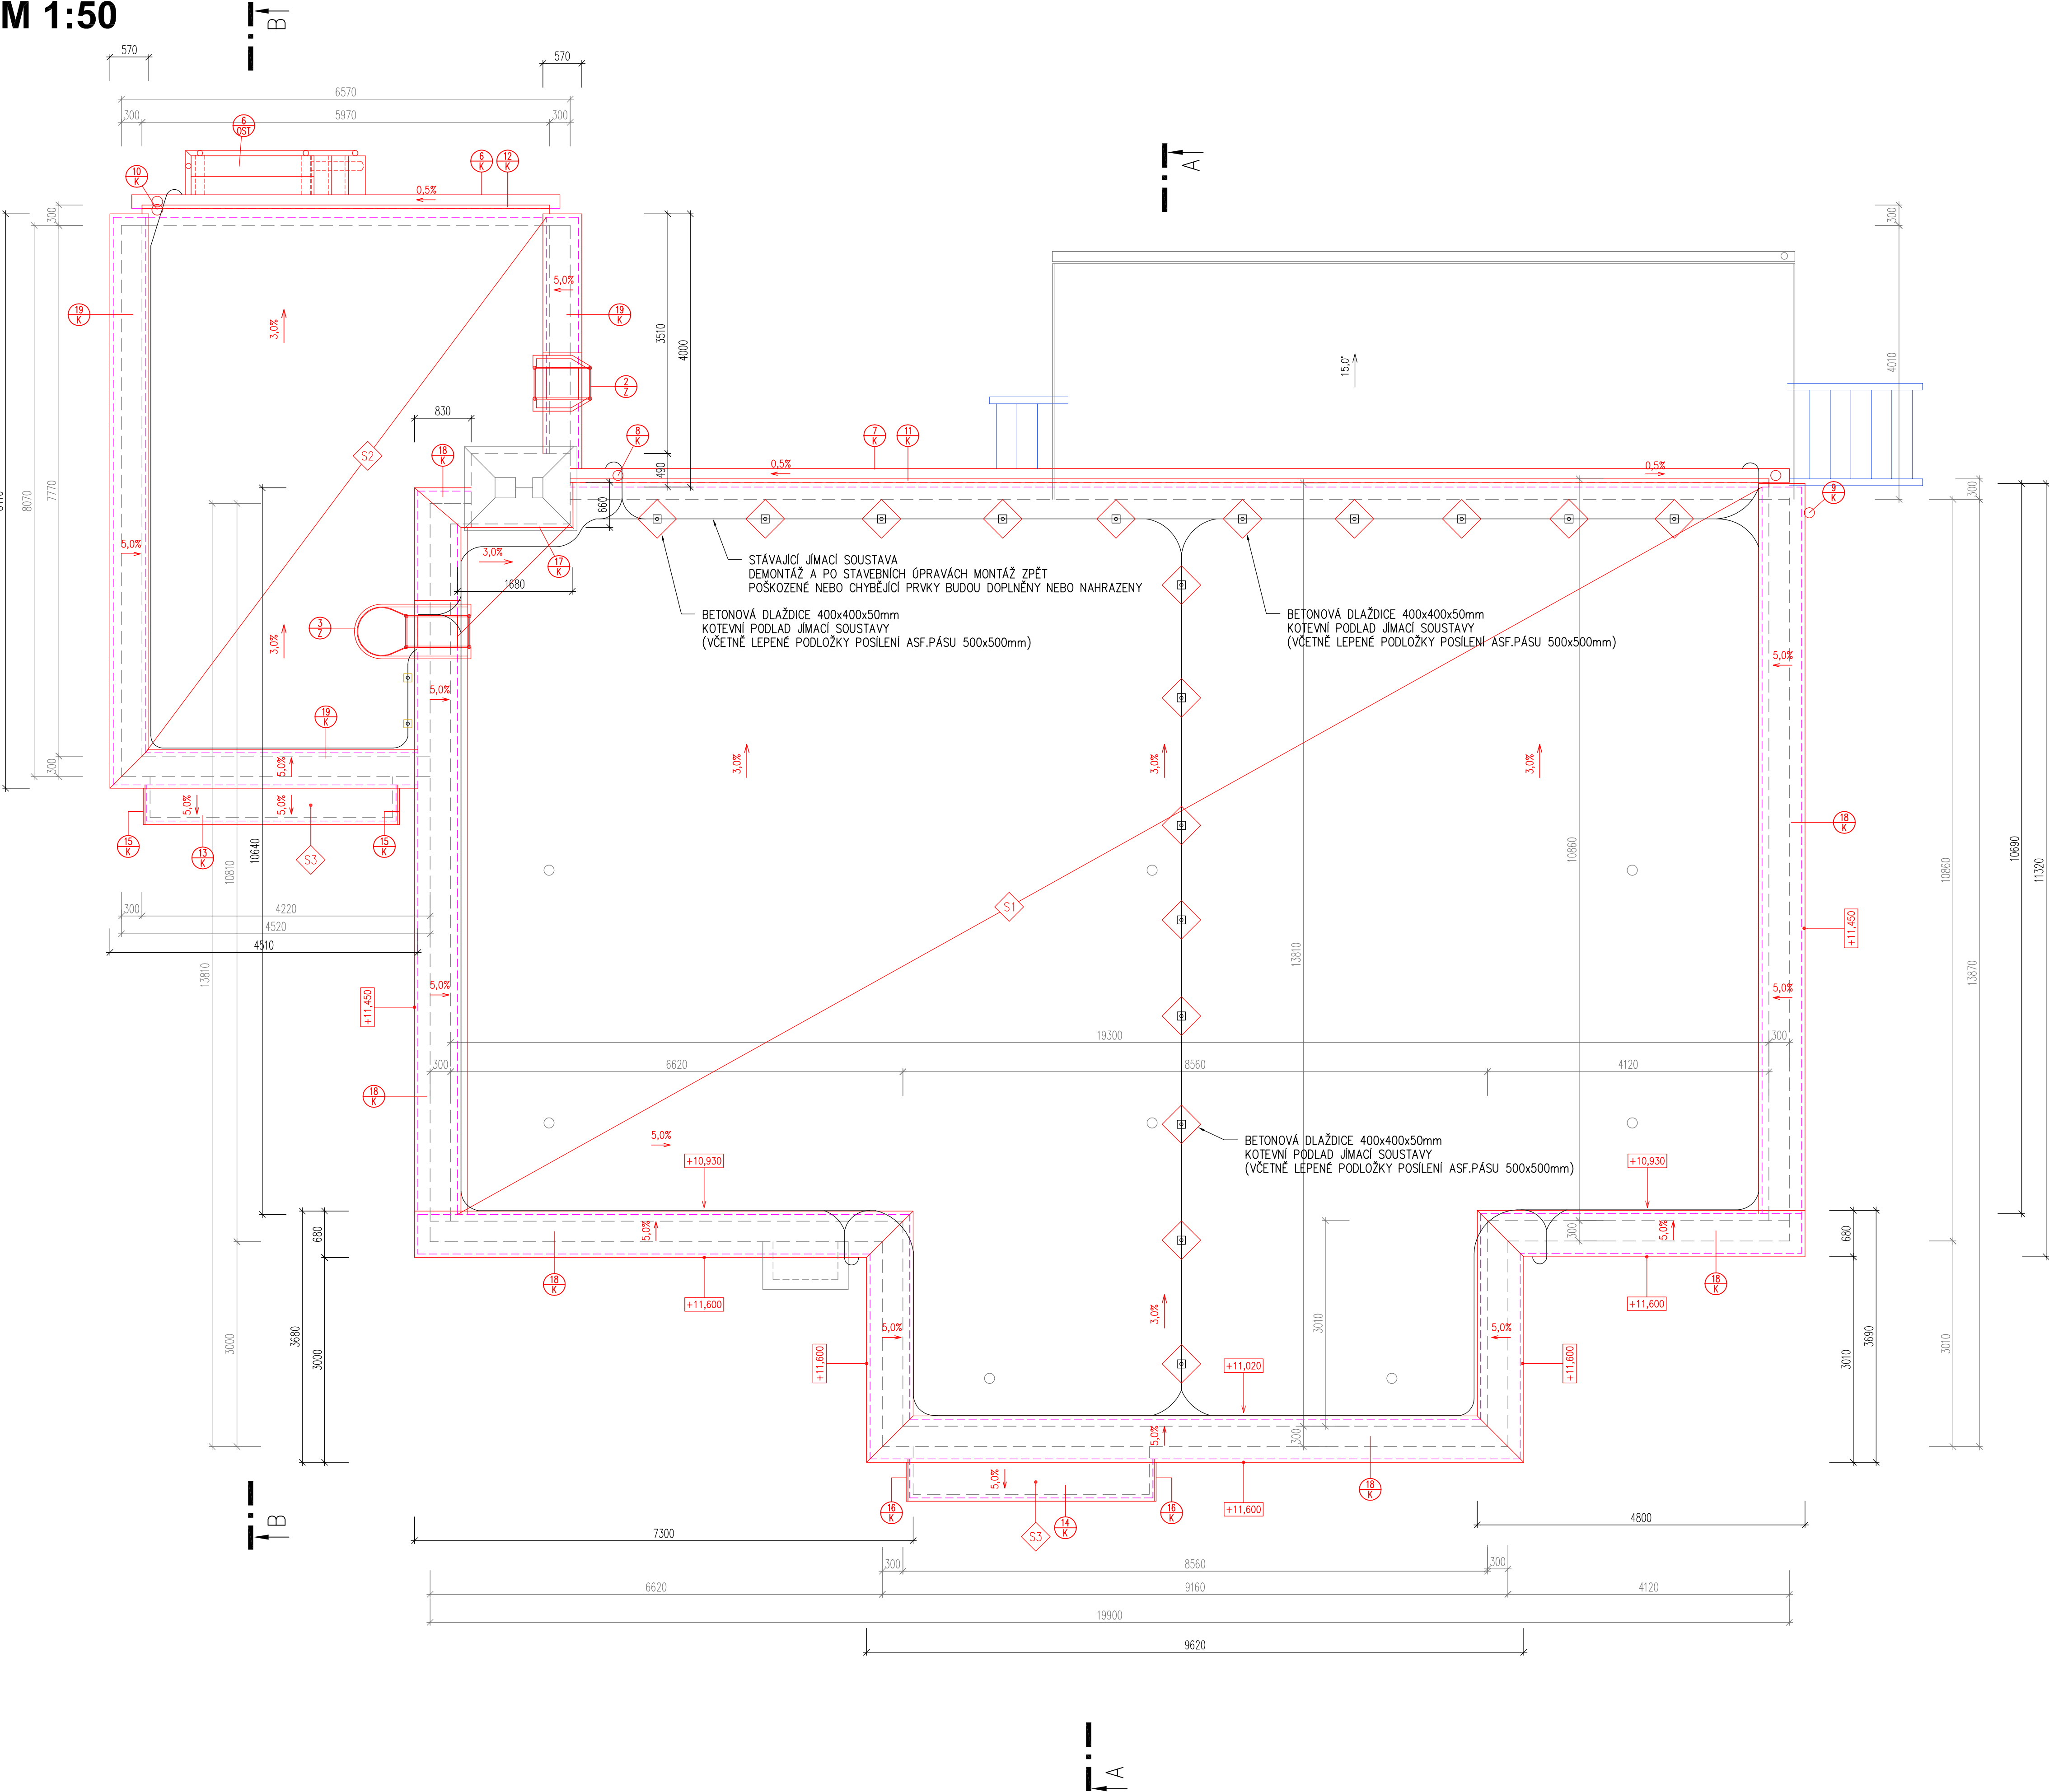 M 1:50
B
570
570
6570
300
5970
300
6
OST
6
K
12
K
A
10
K
0,5%
300
300
19
K
3,0%
5,0%
19
K
3510
4000
8070
7770
4010
15,0°
2
Z
830
S2
18
K
8
K
7
K
11
K
0,5%
0,5%
490
660
300
9
K
5,0%
3,0%
17
K
1680
STÁVAJÍCÍ JÍMACÍ SOUSTAVA
DEMONTÁŽ A PO STAVEBNÍCH ÚPRAVÁCH MONTÁŽ ZPĚT
POŠKOZENÉ NEBO CHYBĚJÍCÍ PRVKY BUDOU DOPLNĚNY NEBO NAHRAZENY
BETONOVÁ DLAŽDICE 400x400x50mm
KOTEVNÍ PODLAD JÍMACÍ SOUSTAVY
(VČETNĚ LEPENÉ PODLOŽKY POSÍLENÍ ASF.PÁSU 500x500mm)
BETONOVÁ DLAŽDICE 400x400x50mm
KOTEVNÍ PODLAD JÍMACÍ SOUSTAVY
(VČETNĚ LEPENÉ PODLOŽKY POSÍLENÍ ASF.PÁSU 500x500mm)
3
Z
3,0%
5,0%
5,0%
19
K
300
5,0%
3,0%
3,0%
3,0%
5,0%
5,0%
15
K
13
K
S3
15
K
10640
10810
10860
18
K
10860
10690
11320
300
4220
4520
4510
S1
+11,450
13810
13810
13870
+11,450
5,0%
5,0%
19300
300
300
6620
8560
4120
18
K
5,0%
+10,930
BETONOVÁ DLAŽDICE 400x400x50mm
KOTEVNÍ PODLAD JÍMACÍ SOUSTAVY
(VČETNĚ LEPENÉ PODLOŽKY POSÍLENÍ ASF.PÁSU 500x500mm)
+10,930
680
5,0%
300
5,0%
680
18
K
+11,600
3,0%
3010
+11,600
18
K
3000
3680
3000
5,0%
5,0%
+11,600
+11,020
+11,600
3010
3690
3010
5,0%
300
5,0%
16
K
S3
14
K
16
K
+11,600
18
K
B
7300
4800
300
8560
300
6620
9160
4120
19900
9620
A